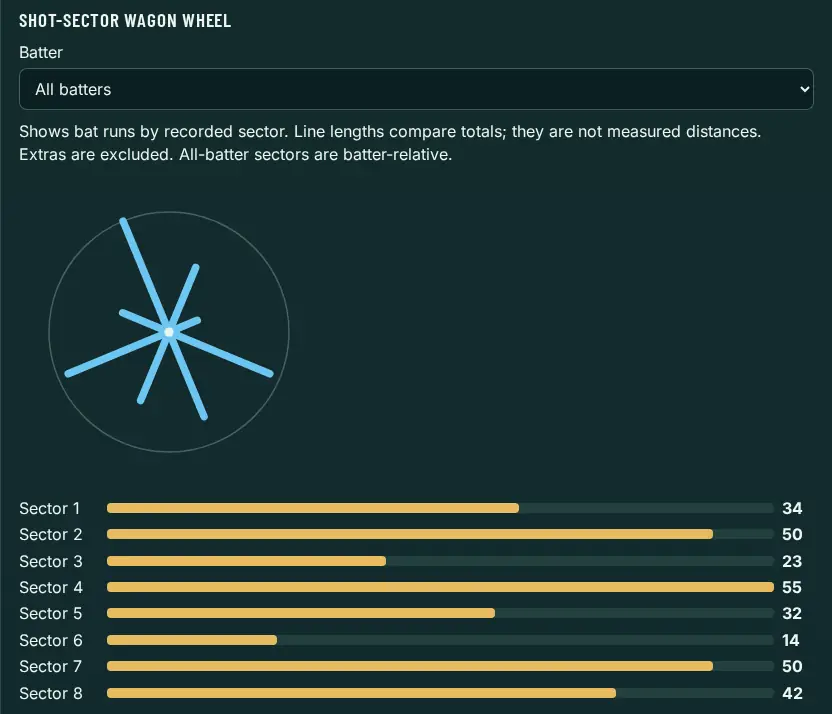 SHOT-SECTOR WAGON WHEEL
Batter
All batters
Shows bat runs by recorded sector. Line lengths compare totals; they are not measured distances.
Extras are excluded. All-batter sectors are batter-relative.
Sector 1 34
Sector 2 50
Sector 3 23
Sector 4 55
Sector 5 32
Sector 6 14
Sector 7 50
Sector 8 42